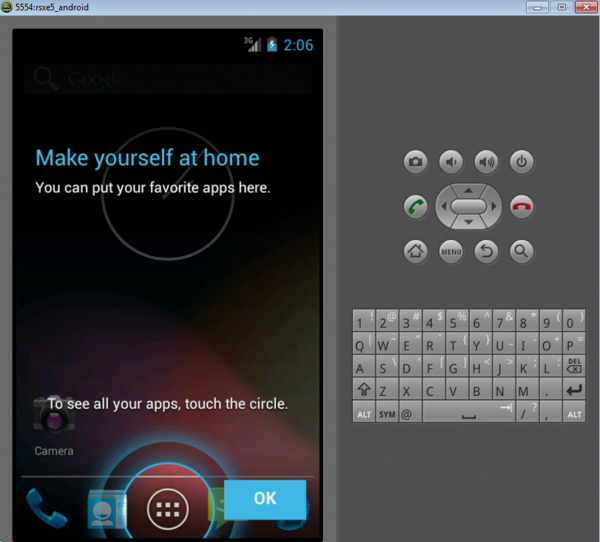 5554:rsxe5_android
3G 2:06
Google
Make yourself at home
You can put your favorite apps here.
To see all your apps, touch the circle.
Camera
OK
MENU
1 ! 2 @ 3 # 4 $ 5 % 6 ^ 7 & 8 * 9 ( 0 )
Q | W ~ E " R ` T { Y } U _ I - O + P =
A S \ D ' F [ G ] H < J > K ; L : DEL
Z X C V B N M .
ALT SYM @ / ? , ALT